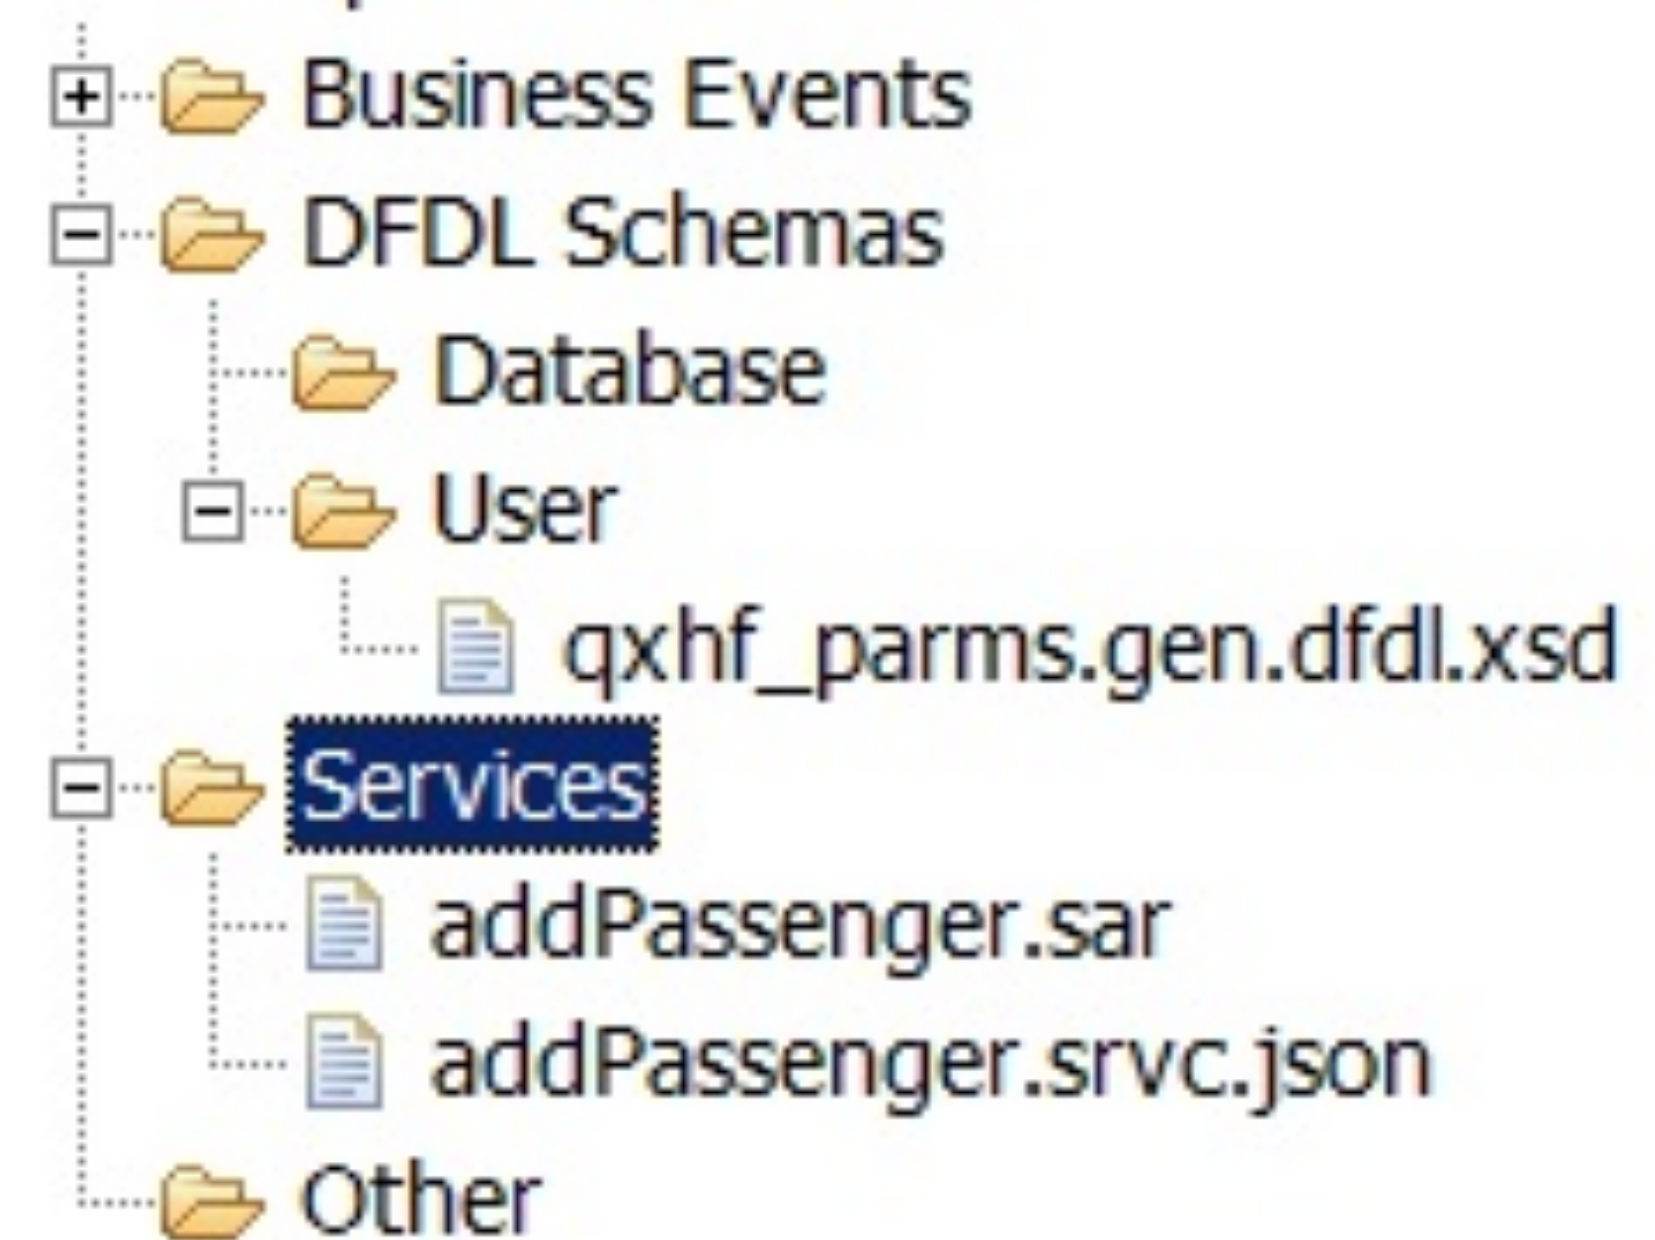 Business Events
DFDL Schemas
Database
User
qxhf_parms.gen.dfdl.xsd
Services
addPassenger.sar
addPassenger.srvc.json
Other